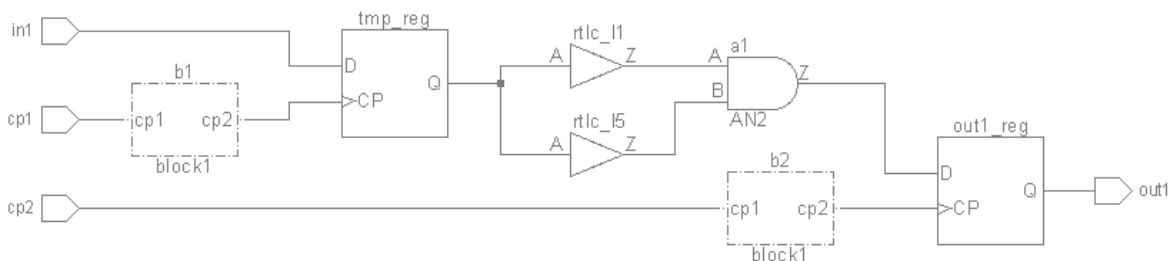 tmp_reg
in1
rtlc_I1
a1
b1
D
Q
A
Z
A
Z
CP
cp1
cp1
cp2
B
rtlc_I5
AN2
A
Z
block1
out1_reg
b2
D
Q
out1
cp2
cp1
cp2
CP
block1